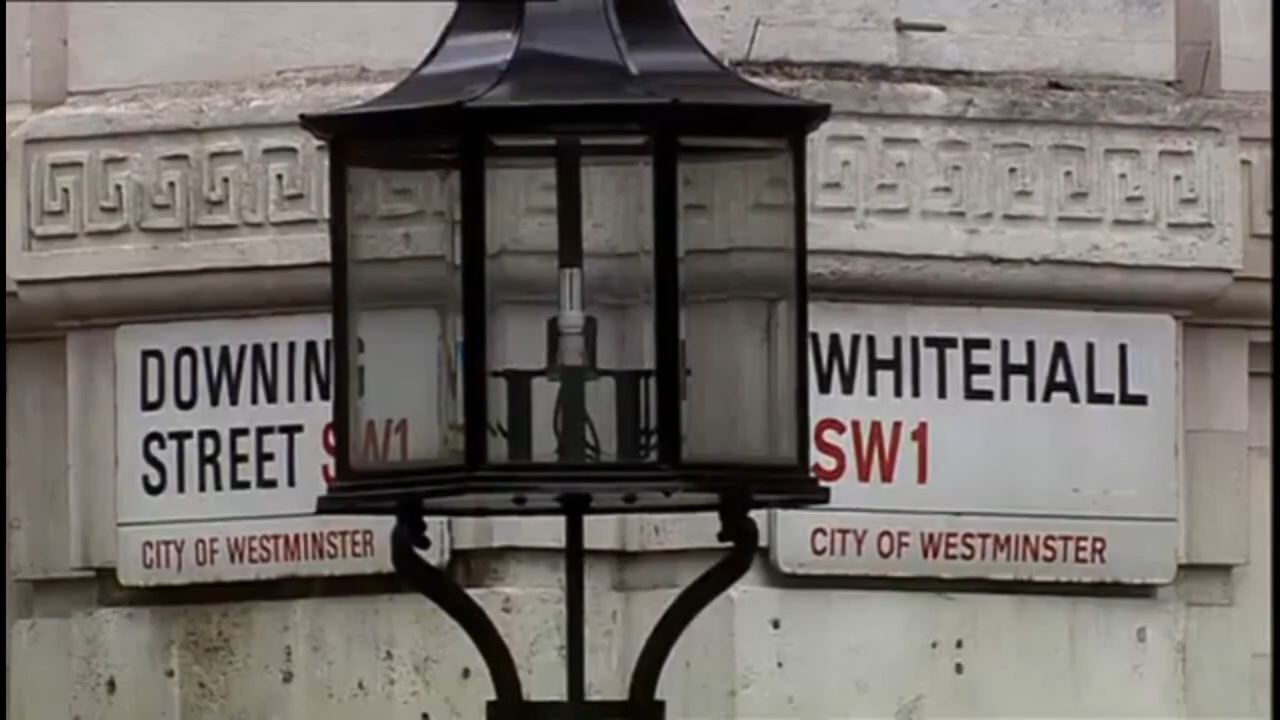 DOWNING
STREET SW1
CITY OF WESTMINSTER
WHITEHALL
SW1
CITY OF WESTMINSTER